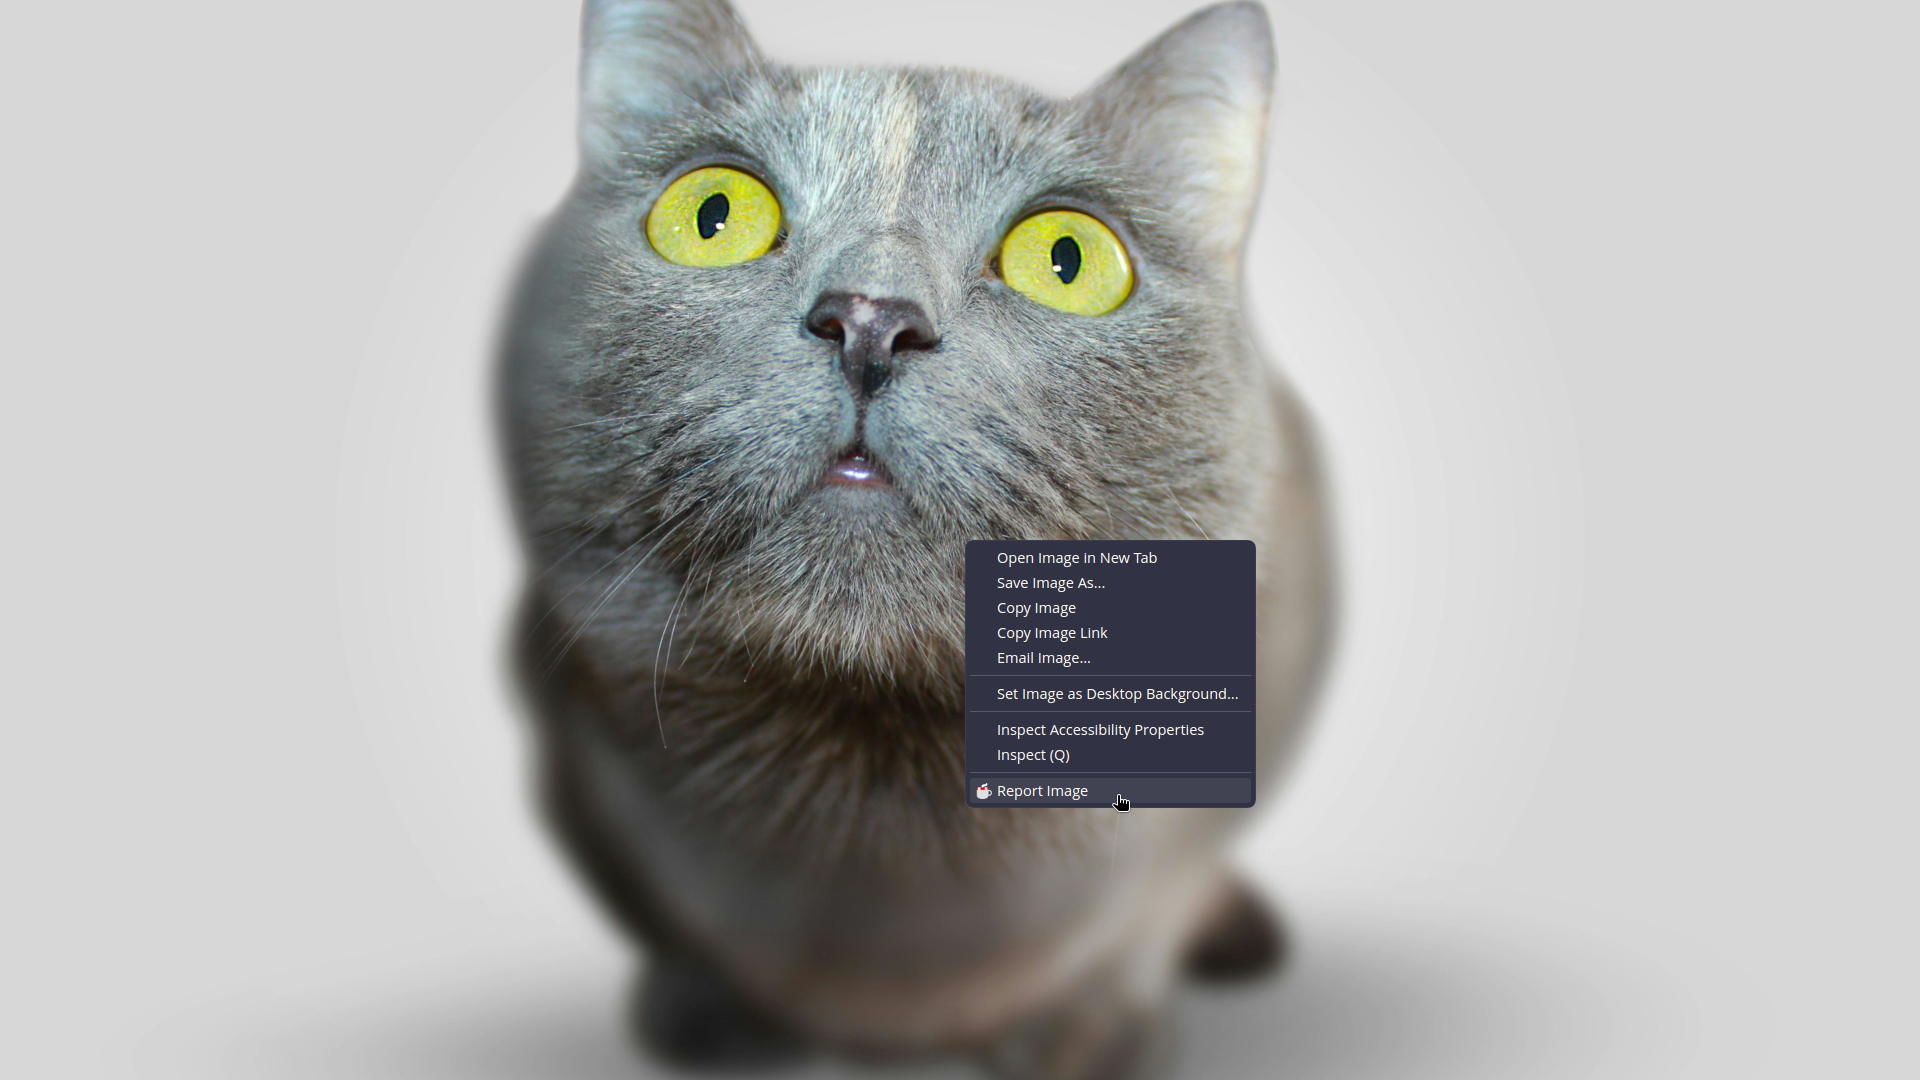 Open Image in New Tab
Save Image As...
Copy Image
Copy Image Link
Email Image...
Set Image as Desktop Background...
Inspect Accessibility Properties
Inspect (Q)
Report Image